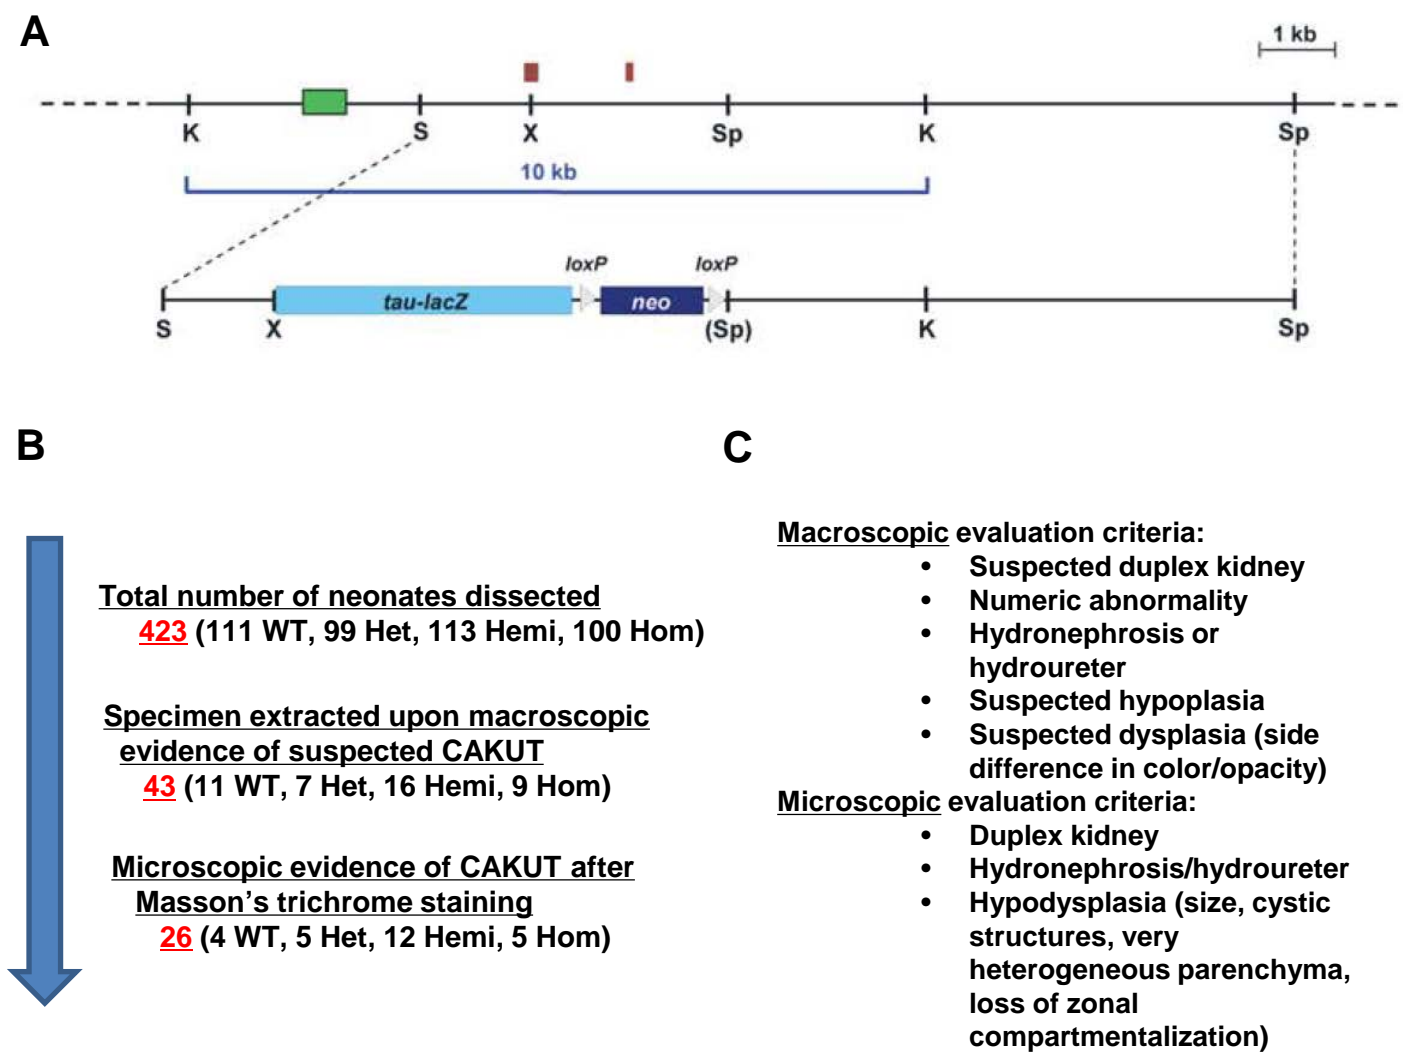 A
1 kb
K
S
X
Sp
K
Sp
10 kb
loxP
loxP
tau-lacZ
neo
S
X
(Sp)
K
Sp
B
Total number of neonates dissected
423 (111 WT, 99 Het, 113 Hemi, 100 Hom)
Specimen extracted upon macroscopic
evidence of suspected CAKUT
43 (11 WT, 7 Het, 16 Hemi, 9 Hom)
Microscopic evidence of CAKUT after
Masson's trichrome staining
26 (4 WT, 5 Het, 12 Hemi, 5 Hom)
C
Macroscopic evaluation criteria:
• Suspected duplex kidney
• Numeric abnormality
• Hydronephrosis or
hydroureter
• Suspected hypoplasia
• Suspected dysplasia (side
difference in color/opacity)
Microscopic evaluation criteria:
• Duplex kidney
• Hydronephrosis/hydroureter
• Hypodysplasia (size, cystic
structures, very
heterogeneous parenchyma,
loss of zonal
compartmentalization)